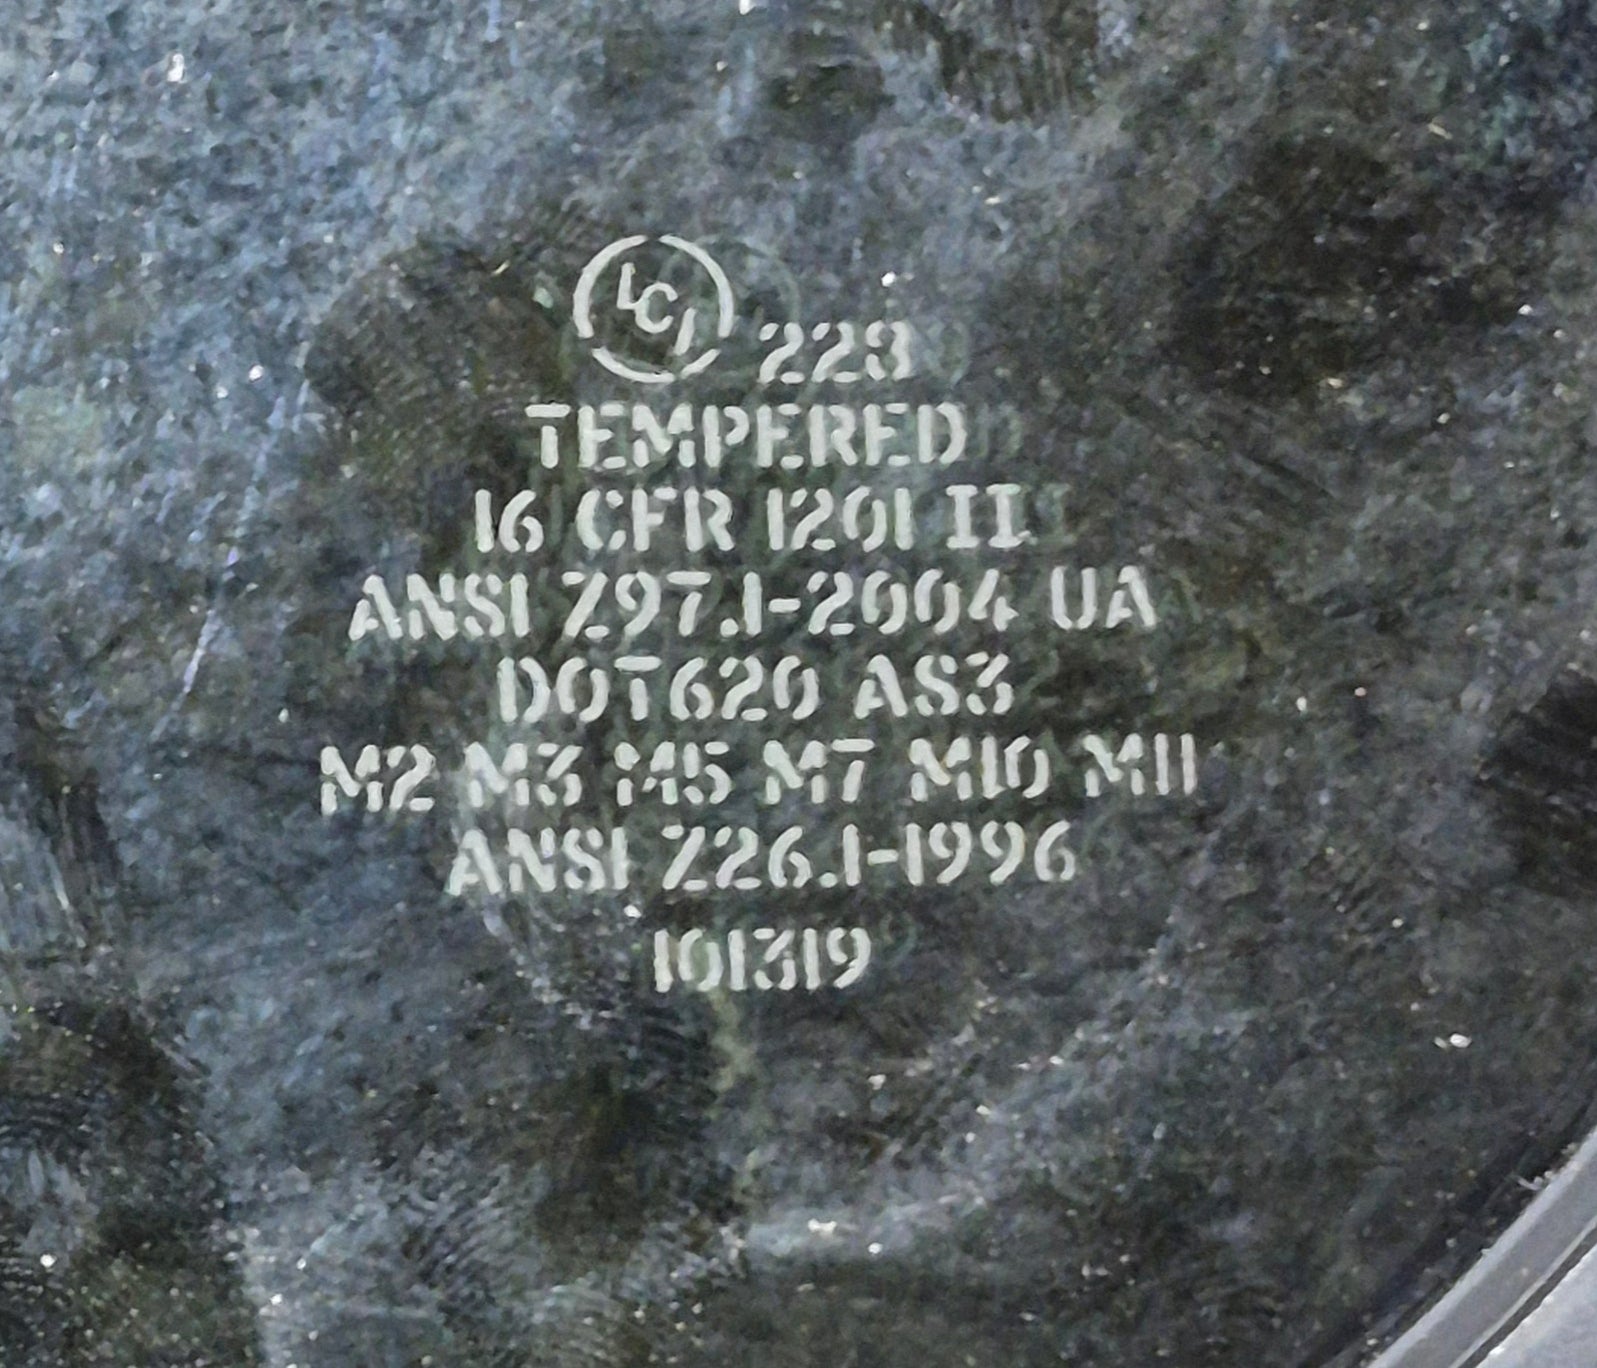 LCI 228
TEMPERED
16 CFR 1201 II
ANSI Z97.1-2004 UA
DOT620 AS3
M2 M3 M5 M7 M10 M11
ANSI Z26.1-1996
101319